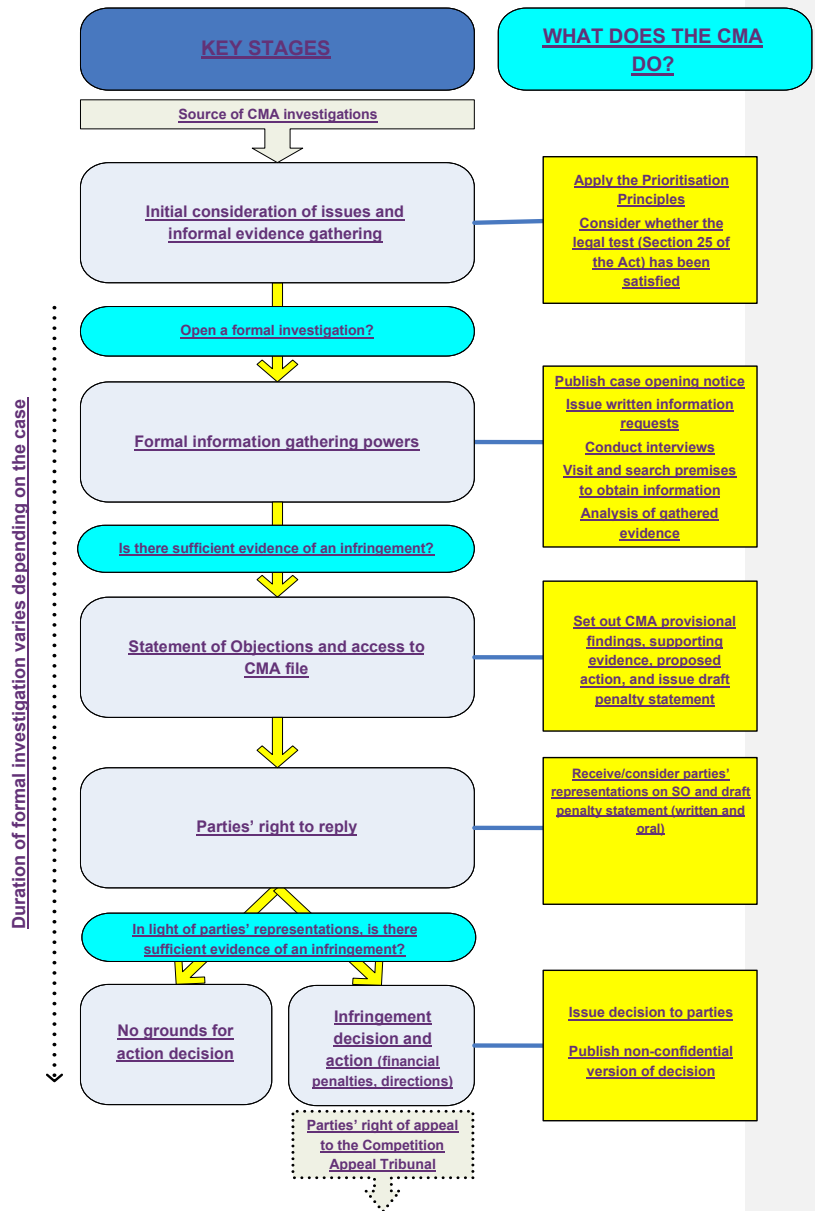 KEY STAGES
WHAT DOES THE CMA
DO?
Source of CMA investigations
Initial consideration of issues and
informal evidence gathering
Apply the Prioritisation
Principles
Consider whether the
legal test (Section 25 of
the Act) has been
satisfied
Open a formal investigation?
Duration of formal investigation varies depending on the case
Formal information gathering powers
Publish case opening notice
Issue written information
requests
Conduct interviews
Visit and search premises
to obtain information
Analysis of gathered
evidence
Is there sufficient evidence of an infringement?
Statement of Objections and access to
CMA file
Set out CMA provisional
findings, supporting
evidence, proposed
action, and issue draft
penalty statement
Parties’ right to reply
Receive/consider parties’
representations on SO and draft
penalty statement (written and
oral)
In light of parties’ representations, is there
sufficient evidence of an infringement?
No grounds for
action decision
Infringement
decision and
action (financial
penalties, directions)
Issue decision to parties
Publish non-confidential
version of decision
Parties’ right of appeal
to the Competition
Appeal Tribunal